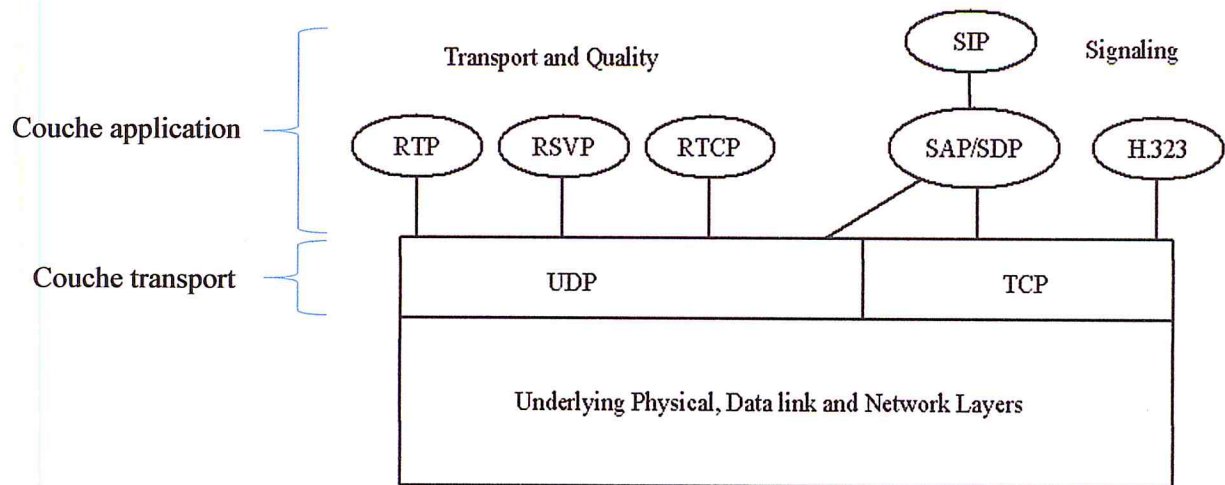 SIP
Transport and Quality
Signaling
Couche application
RTP
RSVP
RTCP
SAP/SDP
H.323
Couche transport
UDP
TCP
Underlying Physical, Data link and Network Layers